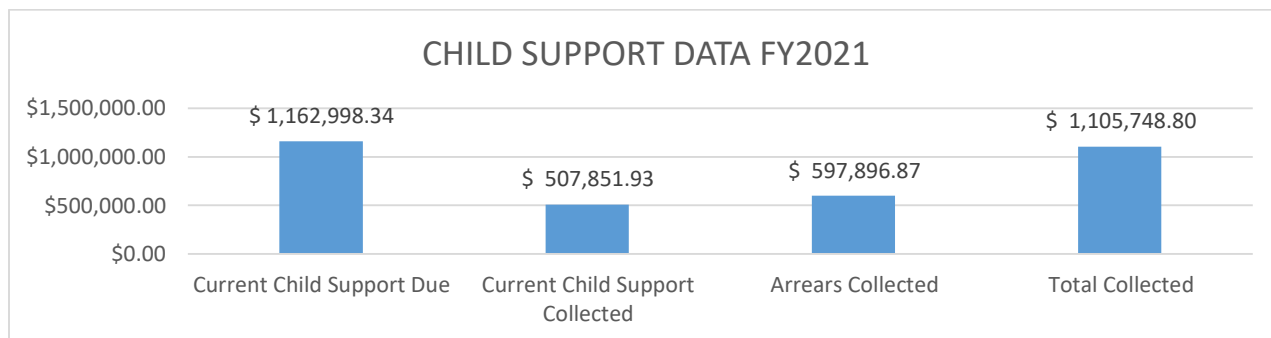 CHILD SUPPORT DATA FY2021
$1,500,000.00
$1,000,000.00
$500,000.00
$0.00
$ 1,162,998.34
$ 507,851.93
$ 597,896.87
$ 1,105,748.80
Current Child Support Due
Current Child Support
Collected
Arrears Collected
Total Collected